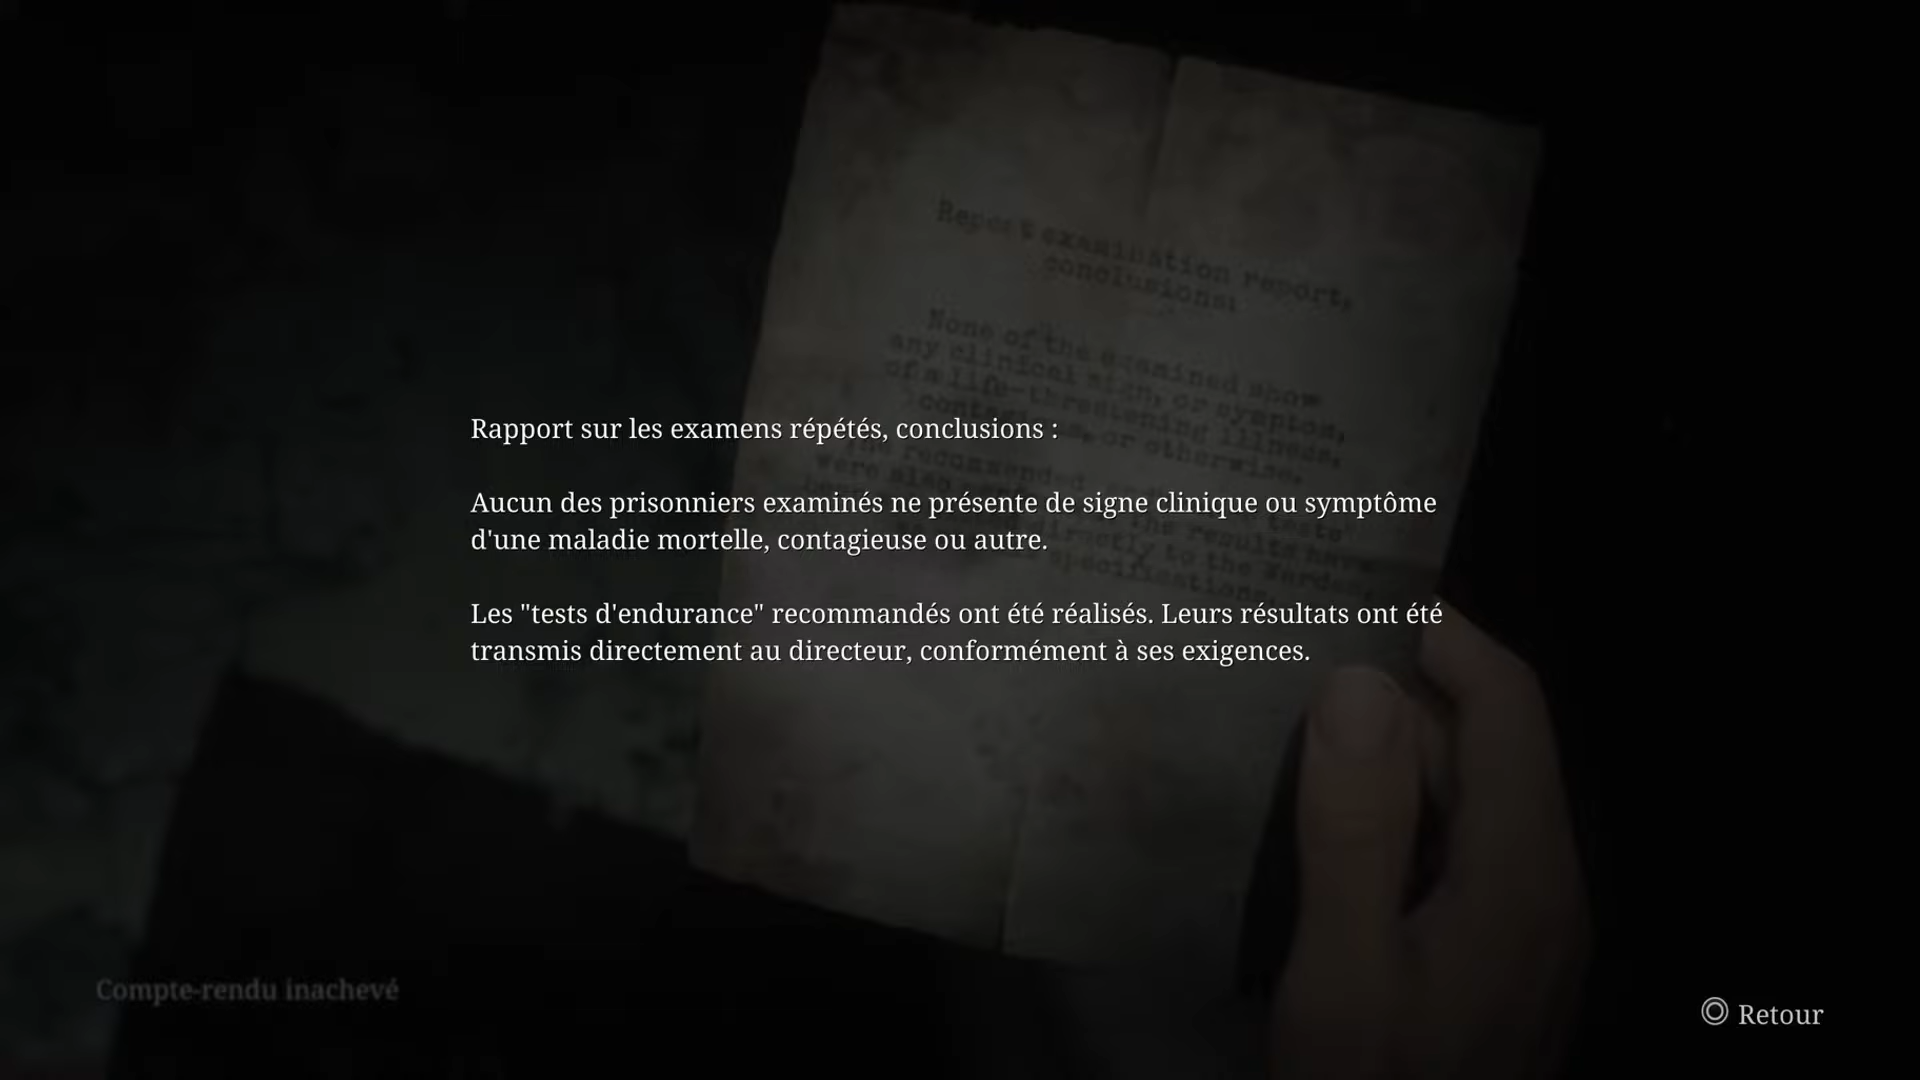 Report examination report,
conclusions:
None of the examined show
any clinical sign, or symptom,
of a life-threatening illness,
or otherwise.
Rapport sur les examens répétés, conclusions :
Aucun des prisonniers examinés ne présente de signe clinique ou symptôme
d'une maladie mortelle, contagieuse ou autre.
Les "tests d'endurance" recommandés ont été réalisés. Leurs résultats ont été
transmis directement au directeur, conformément à ses exigences.
Compte-rendu inachevé
Retour